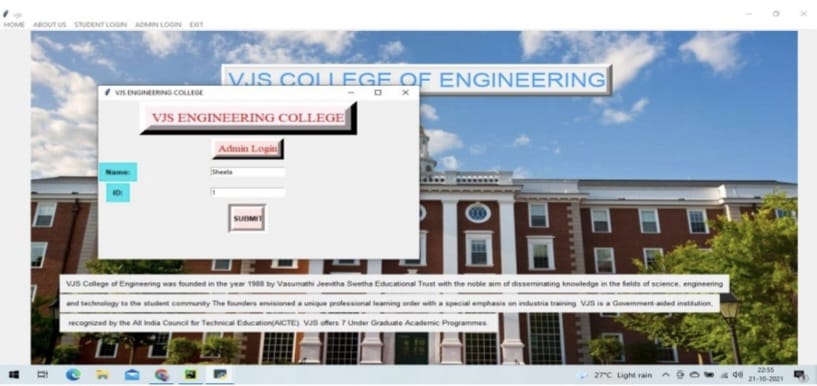 vjs
HOME ABOUT US STUDENT LOGIN ADMIN LOGIN EXIT
VJS COLLEGE OF ENGINEERING
VJS ENGINEERING COLLEGE
VJS ENGINEERING COLLEGE
Admin Login
Name: Sheela
ID: 1
SUBMIT
VJS College of Engineering was founded in the year 1988 by Vasumathi Jeevitha Swetha Educational Trust with the noble aim of disseminating knowledge in the fields of science, engineering
and technology to the student community The founders envisioned a unique professional learning order with a special emphasis on industria training. VJS is a Government-aided institution,
recognized by the All India Council for Technical Education(AICTE). VJS offers 7 Under Graduate Academic Programmes.
27°C Light rain
22:55
21-10-2021